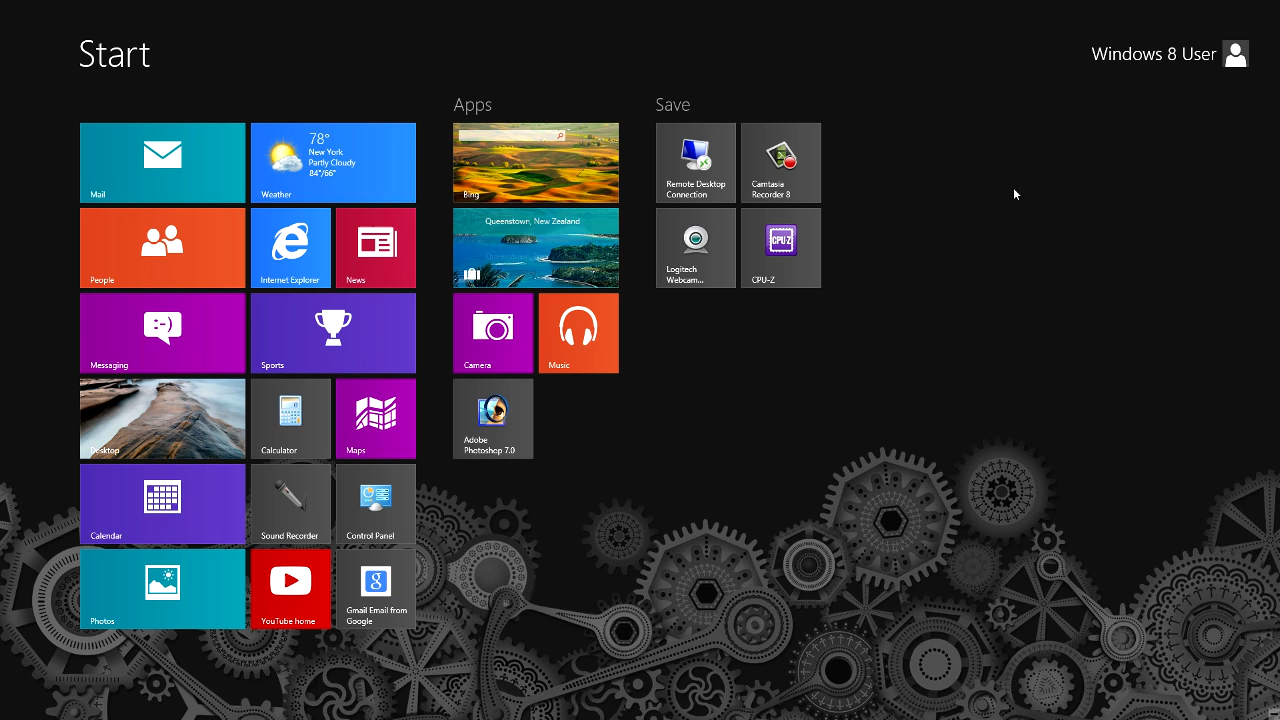 Start
Windows 8 User
Apps
Save
Mail
78°
New York
Partly Cloudy
84°/66°
Weather
Bing
Remote Desktop
Connection
Camtasia
Recorder 8
People
Internet Explorer
News
Queenstown, New Zealand
Logitech
Webcam...
CPU-Z
CPU-Z
:-)
Messaging
Sports
Camera
Music
Desktop
Calculator
Maps
Adobe
Photoshop 7.0
Calendar
Sound Recorder
Control Panel
Photos
YouTube home
g
Gmail Email from
Google